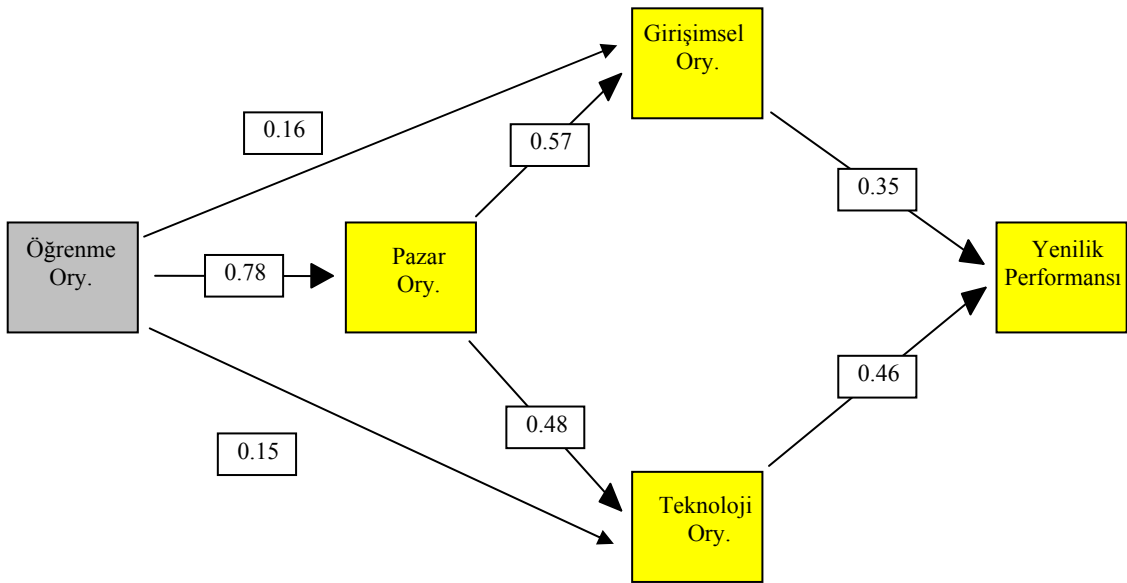 Girişimsel
Ory.
0.16
0.57
0.35
Öğrenme
Ory.
0.78
Pazar
Ory.
Yenilik
Performansı
0.46
0.48
0.15
Teknoloji
Ory.